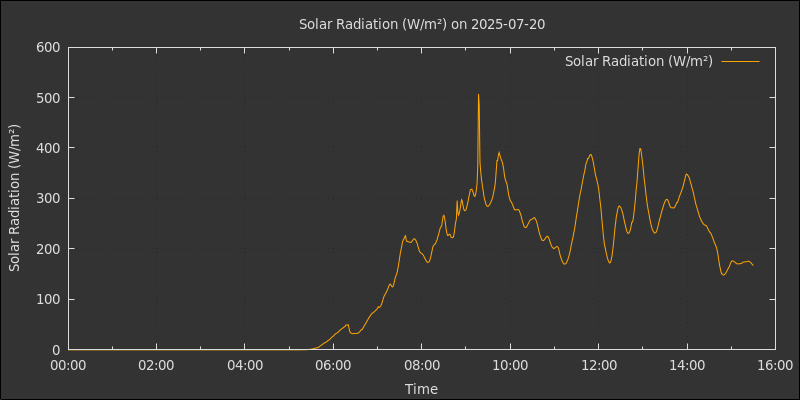 Solar Radiation (W/m²) on 2025-07-20
Solar Radiation (W/m²)
600
500
400
300
200
100
0
Solar Radiation (W/m²)
00:00 02:00 04:00 06:00 08:00 10:00 12:00 14:00 16:00
Time